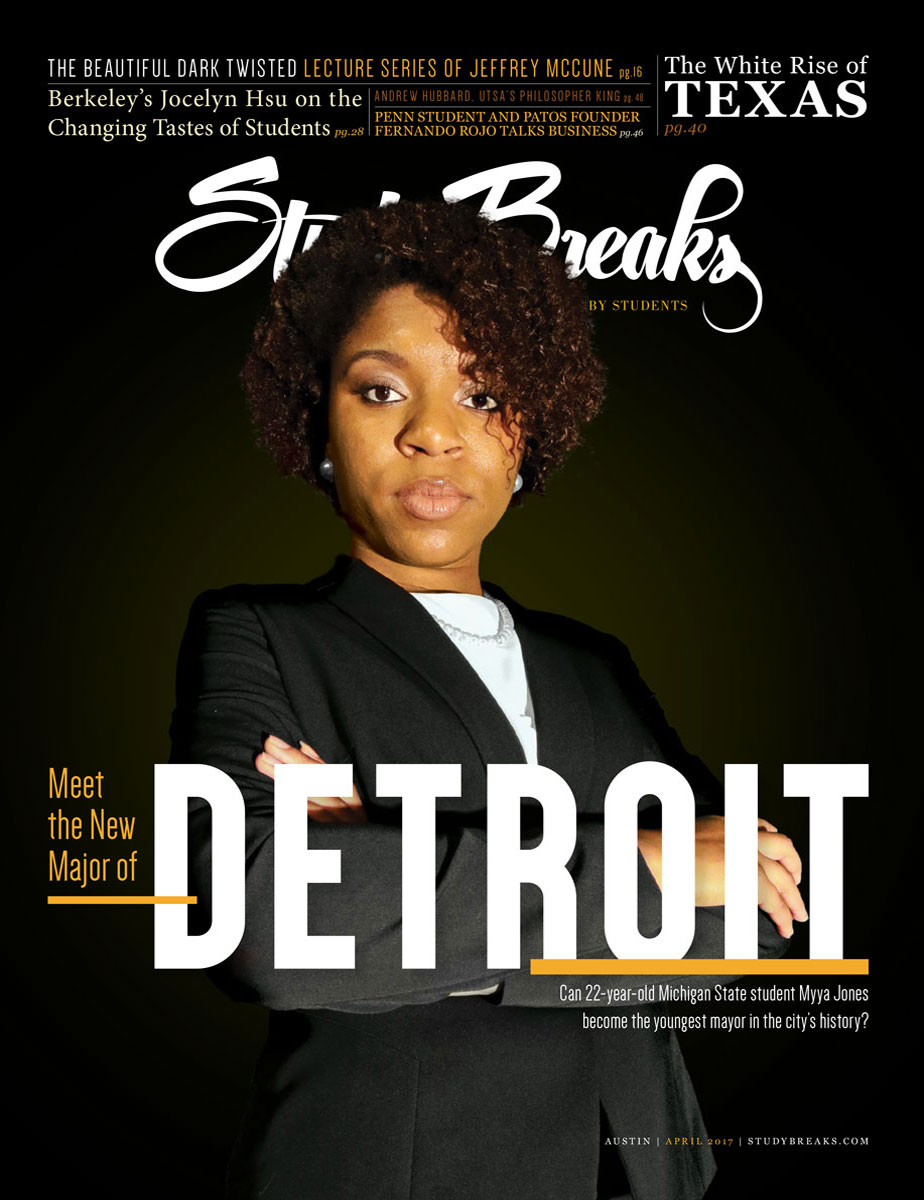 THE BEAUTIFUL DARK TWISTED LECTURE SERIES OF JEFFREY MCCUNE pg.16
Berkeley's Jocelyn Hsu on the
Changing Tastes of Students pg.28
ANDREW HUBBARD, UTSA'S PHILOSOPHER KING pg. 48
PENN STUDENT AND PATOS FOUNDER
FERNANDO ROJO TALKS BUSINESS pg.46
The White Rise of
TEXAS
pg.40
Study Breaks
BY STUDENTS
Meet
the New
Major of
DETROIT
Can 22-year-old Michigan State student Myya Jones
become the youngest mayor in the city's history?
AUSTIN | APRIL 2017 | STUDYBREAKS.COM